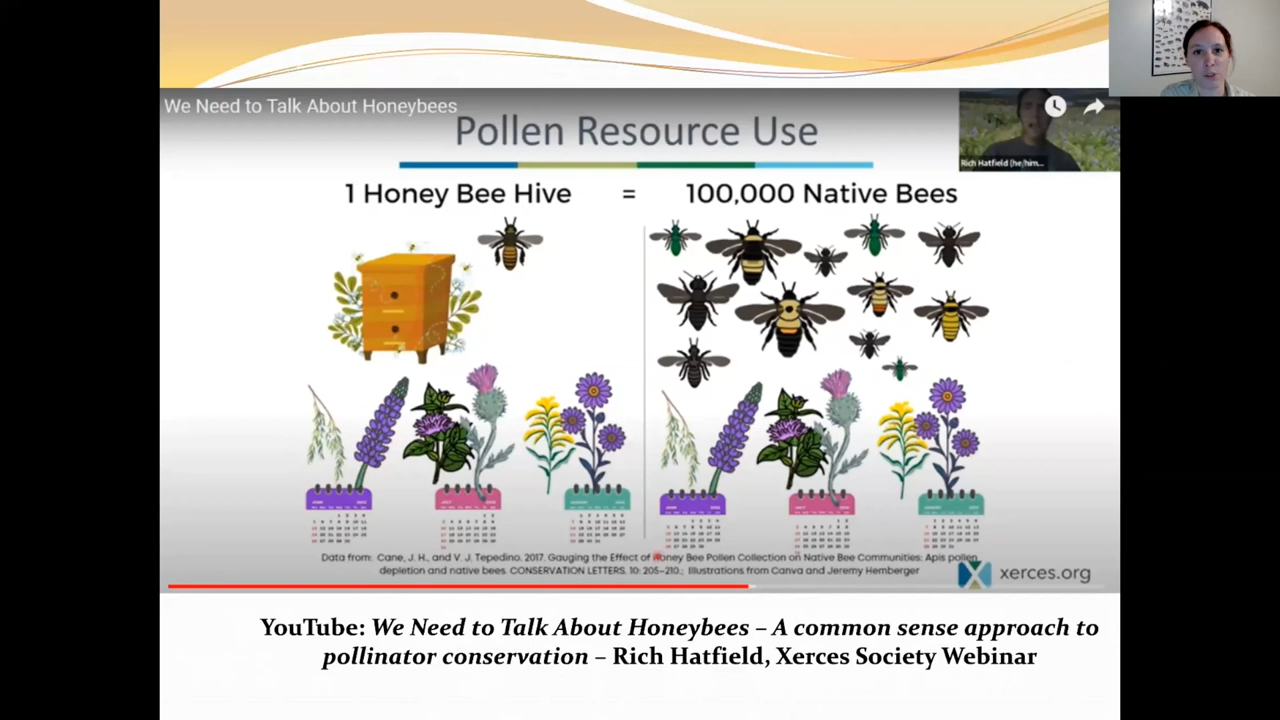 We Need to Talk About Honeybees
Pollen Resource Use
Rich Hatfield (he/him...
1 Honey Bee Hive = 100,000 Native Bees
Data from: Cane, J. H., and V. J. Tepedino. 2017. Gauging the Effect of Honey Bee Pollen Collection on Native Bee Communities: Apis pollen
depletion and native bees. CONSERVATION LETTERS. 10: 205–210.; Illustrations from Canva and Jeremy Hemberger
xerces.org
YouTube: We Need to Talk About Honeybees – A common sense approach to
pollinator conservation – Rich Hatfield, Xerces Society Webinar